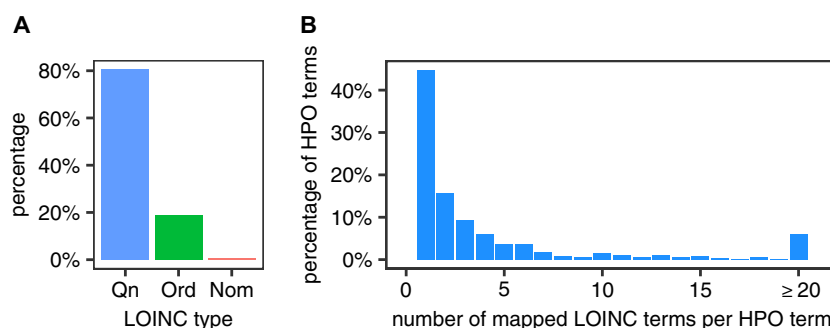 A
percentage
80%
60%
40%
20%
0%
Qn Ord Nom
LOINC type
B
percentage of HPO terms
40%
30%
20%
10%
0%
0 5 10 15 ≥ 20
number of mapped LOINC terms per HPO term